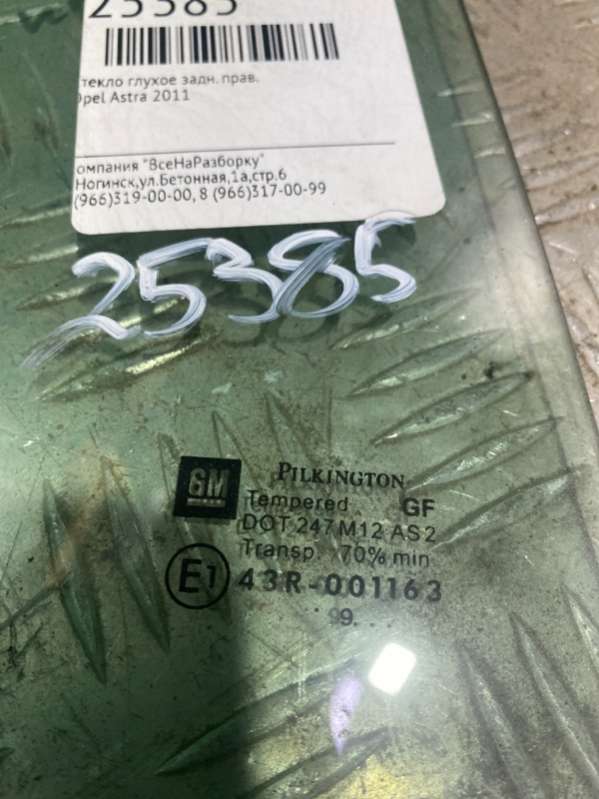 25385
текло глухое задн. прав.
Opel Astra 2011
омпания "ВсеНаРазборку"
Ногинск,ул.Бетонная,1а,стр.6
(966)319-00-00, 8 (966)317-00-99
25385
GM
PILKINGTON
Tempered GF
DOT 247 M12 AS2
Transp. 70% min
E1 43R-001163
99